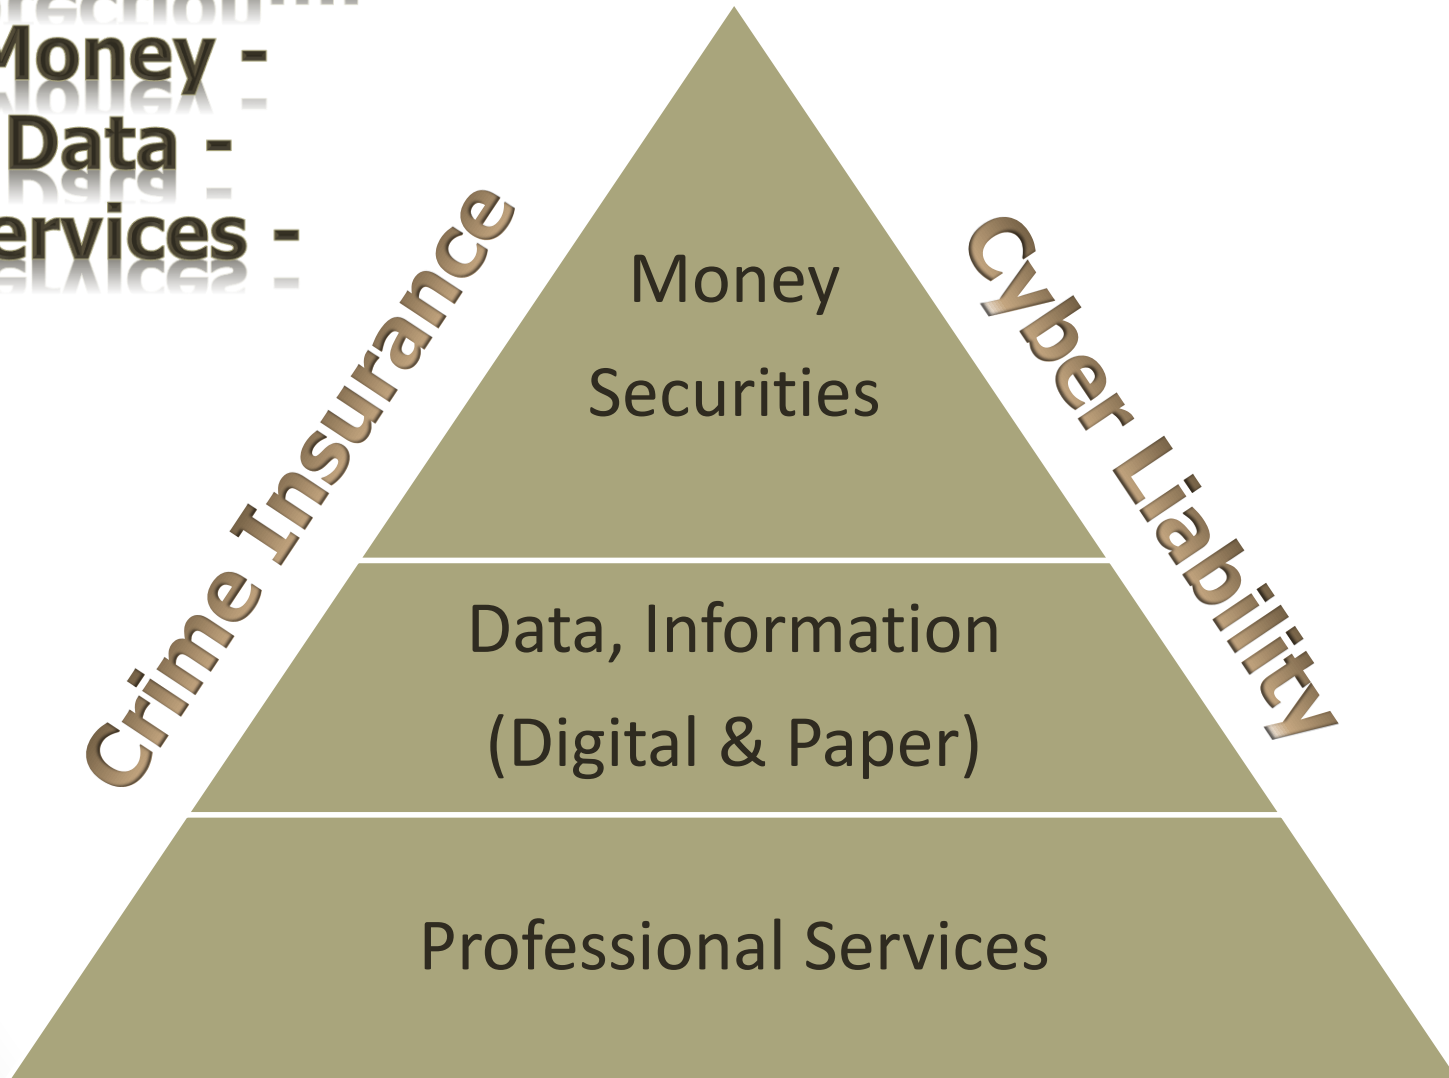 Money -
Data -
ervices -
Crime Insurance
Cyber Liability
Money
Securities
Data, Information
(Digital & Paper)
Professional Services